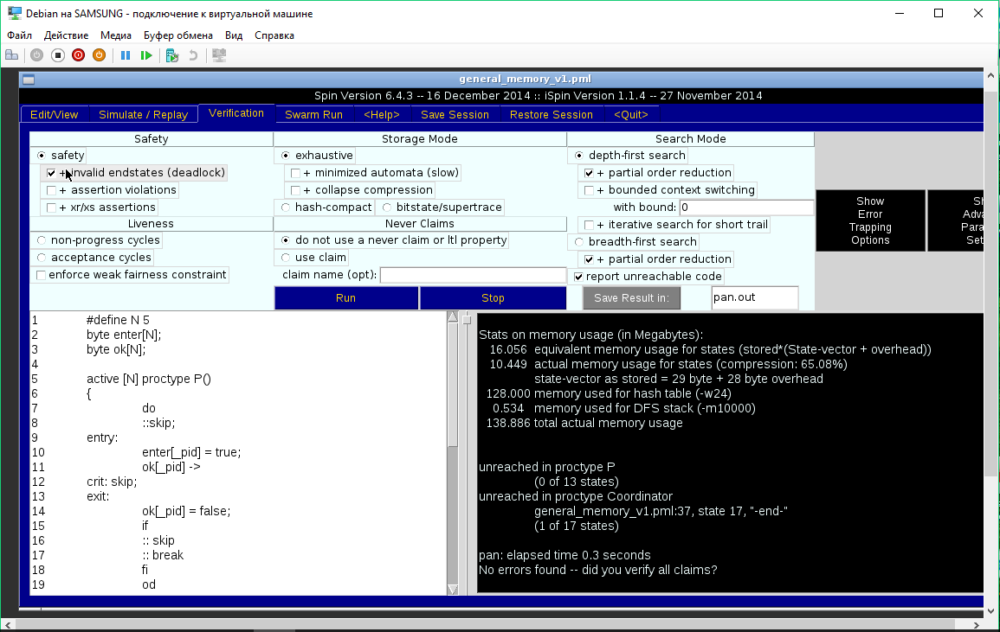 Debian на SAMSUNG - подключение к виртуальной машине
Файл Действие Медиа Буфер обмена Вид Справка
general_memory_v1.pml
Spin Version 6.4.3 -- 16 December 2014 :: iSpin Version 1.1.4 -- 27 November 2014
Edit/View Simulate / Replay Verification Swarm Run <Help> Save Session Restore Session <Quit>
Safety Storage Mode Search Mode
safety exhaustive depth-first search
+ invalid endstates (deadlock) + minimized automata (slow) + partial order reduction
+ assertion violations + collapse compression + bounded context switching
+ xr/xs assertions hash-compact bitstate/supertrace with bound: 0
Liveness Never Claims + iterative search for short trail
non-progress cycles do not use a never claim or ltl property breadth-first search
acceptance cycles use claim + partial order reduction
enforce weak fairness constraint claim name (opt): report unreachable code
Show
Error
Trapping
Options
Run Stop Save Result in: pan.out
1 #define N 5
2 byte enter[N];
3 byte ok[N];
4
5 active [N] proctype P()
6 {
7 do
8 ::skip;
9 entry:
10 enter[_pid] = true;
11 ok[_pid] ->
12 crit: skip;
13 exit:
14 ok[_pid] = false;
15 if
16 :: skip
17 :: break
18 fi
19 od
Stats on memory usage (in Megabytes):
16.056 equivalent memory usage for states (stored*(State-vector + overhead))
10.449 actual memory usage for states (compression: 65.08%)
state-vector as stored = 29 byte + 28 byte overhead
128.000 memory used for hash table (-w24)
0.534 memory used for DFS stack (-m10000)
138.886 total actual memory usage
unreached in proctype P
(0 of 13 states)
unreached in proctype Coordinator
general_memory_v1.pml:37, state 17, "-end-"
(1 of 17 states)
pan: elapsed time 0.3 seconds
No errors found -- did you verify all claims?